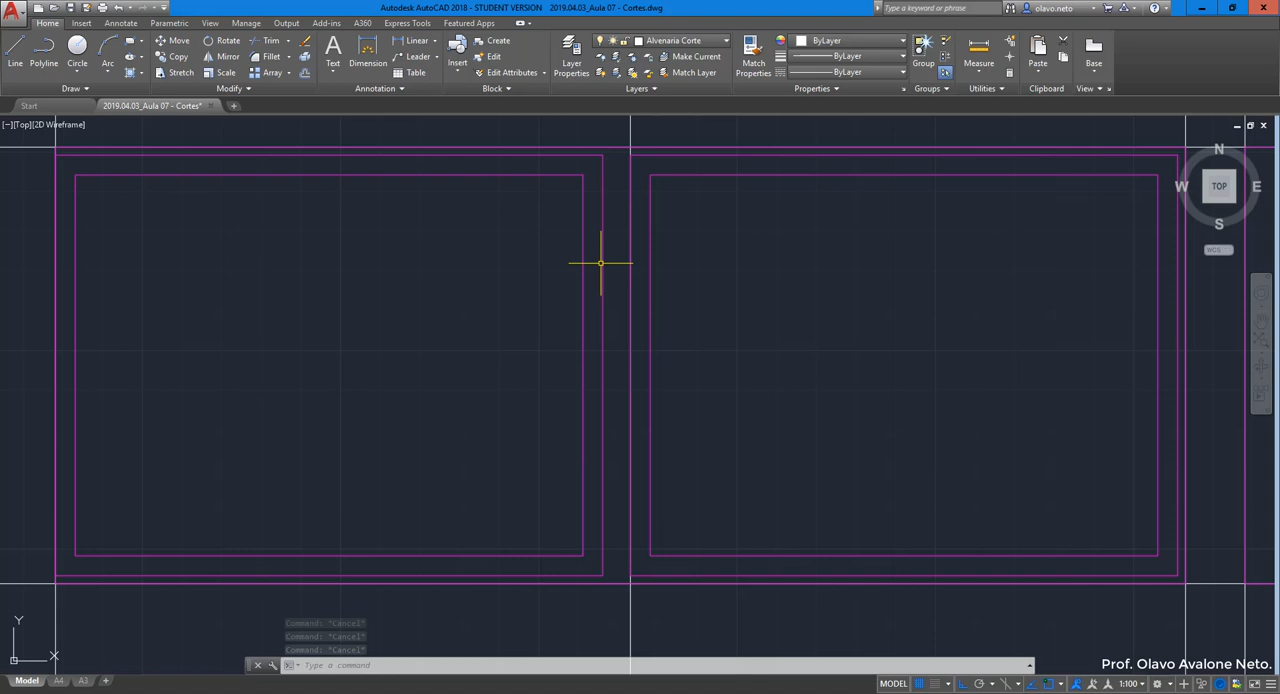 Autodesk AutoCAD 2018 - STUDENT VERSION 2019.04.03_Aula 07 - Cortes.dwg
Type a keyword or phrase
olavo.neto
Home Insert Annotate Parametric View Manage Output Add-ins A360 Express Tools Featured Apps
Move Rotate Trim Linear Create Alvenaria Corte ByLayer
Copy Mirror Fillet Leader Edit Make Current ByLayer
Stretch Scale Array Table Edit Attributes Match Layer ByLayer
Line Polyline Circle Arc Text Dimension Insert Layer Properties Match Properties Group Measure Paste Base
Draw Modify Annotation Block Layers Properties Groups Utilities Clipboard View
Start 2019.04.03_Aula 07 - Cortes*
[−][Top][2D Wireframe]
N
W TOP E
S
WCS
Y
X
Command: *Cancel*
Command: *Cancel*
Command: *Cancel*
Type a command
Prof. Olavo Avalone Neto.
Model A4 A3 +
MODEL 1:100